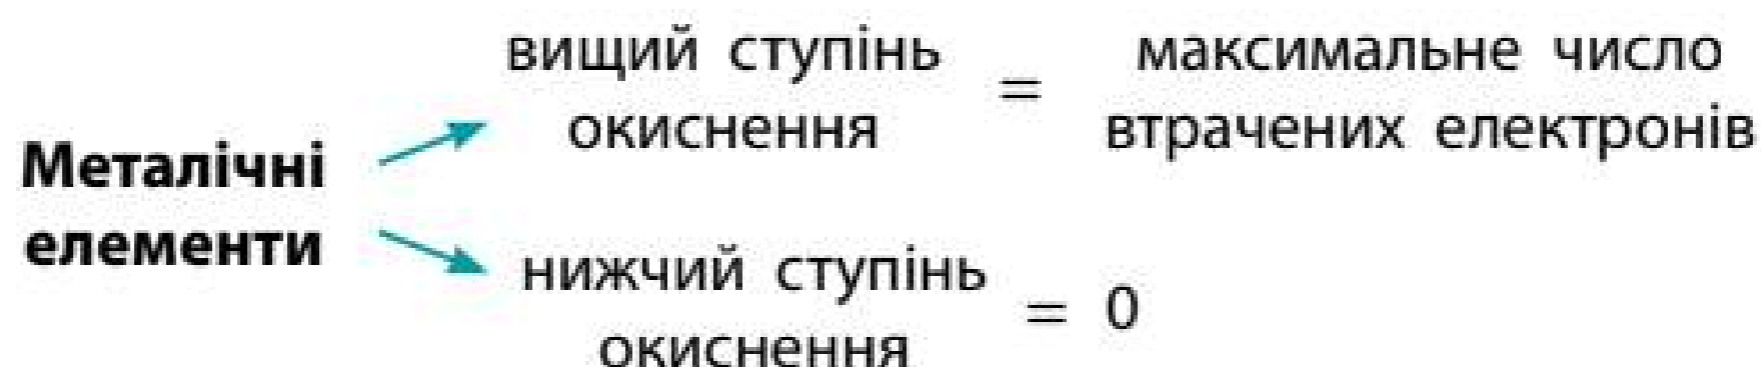 Металічні
елементи
вищий ступінь
окиснення
=
максимальне число
втрачених електронів
нижчий ступінь
окиснення
= 0